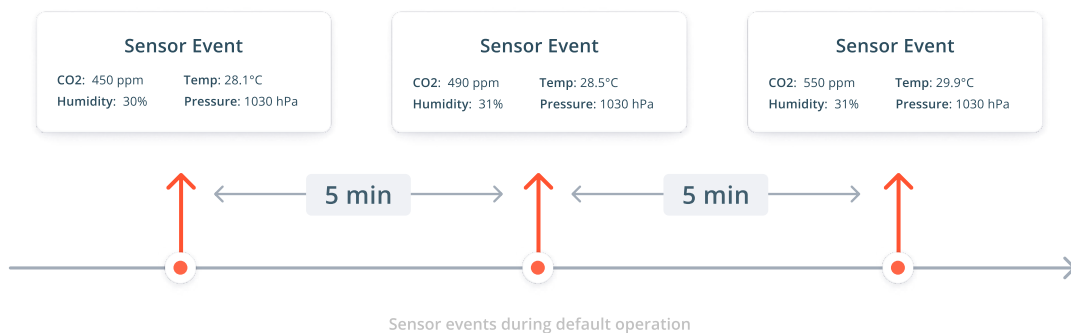 Sensor Event
CO2: 450 ppm Temp: 28.1°C
Humidity: 30% Pressure: 1030 hPa
Sensor Event
CO2: 490 ppm Temp: 28.5°C
Humidity: 31% Pressure: 1030 hPa
Sensor Event
CO2: 550 ppm Temp: 29.9°C
Humidity: 31% Pressure: 1030 hPa
5 min
5 min
Sensor events during default operation